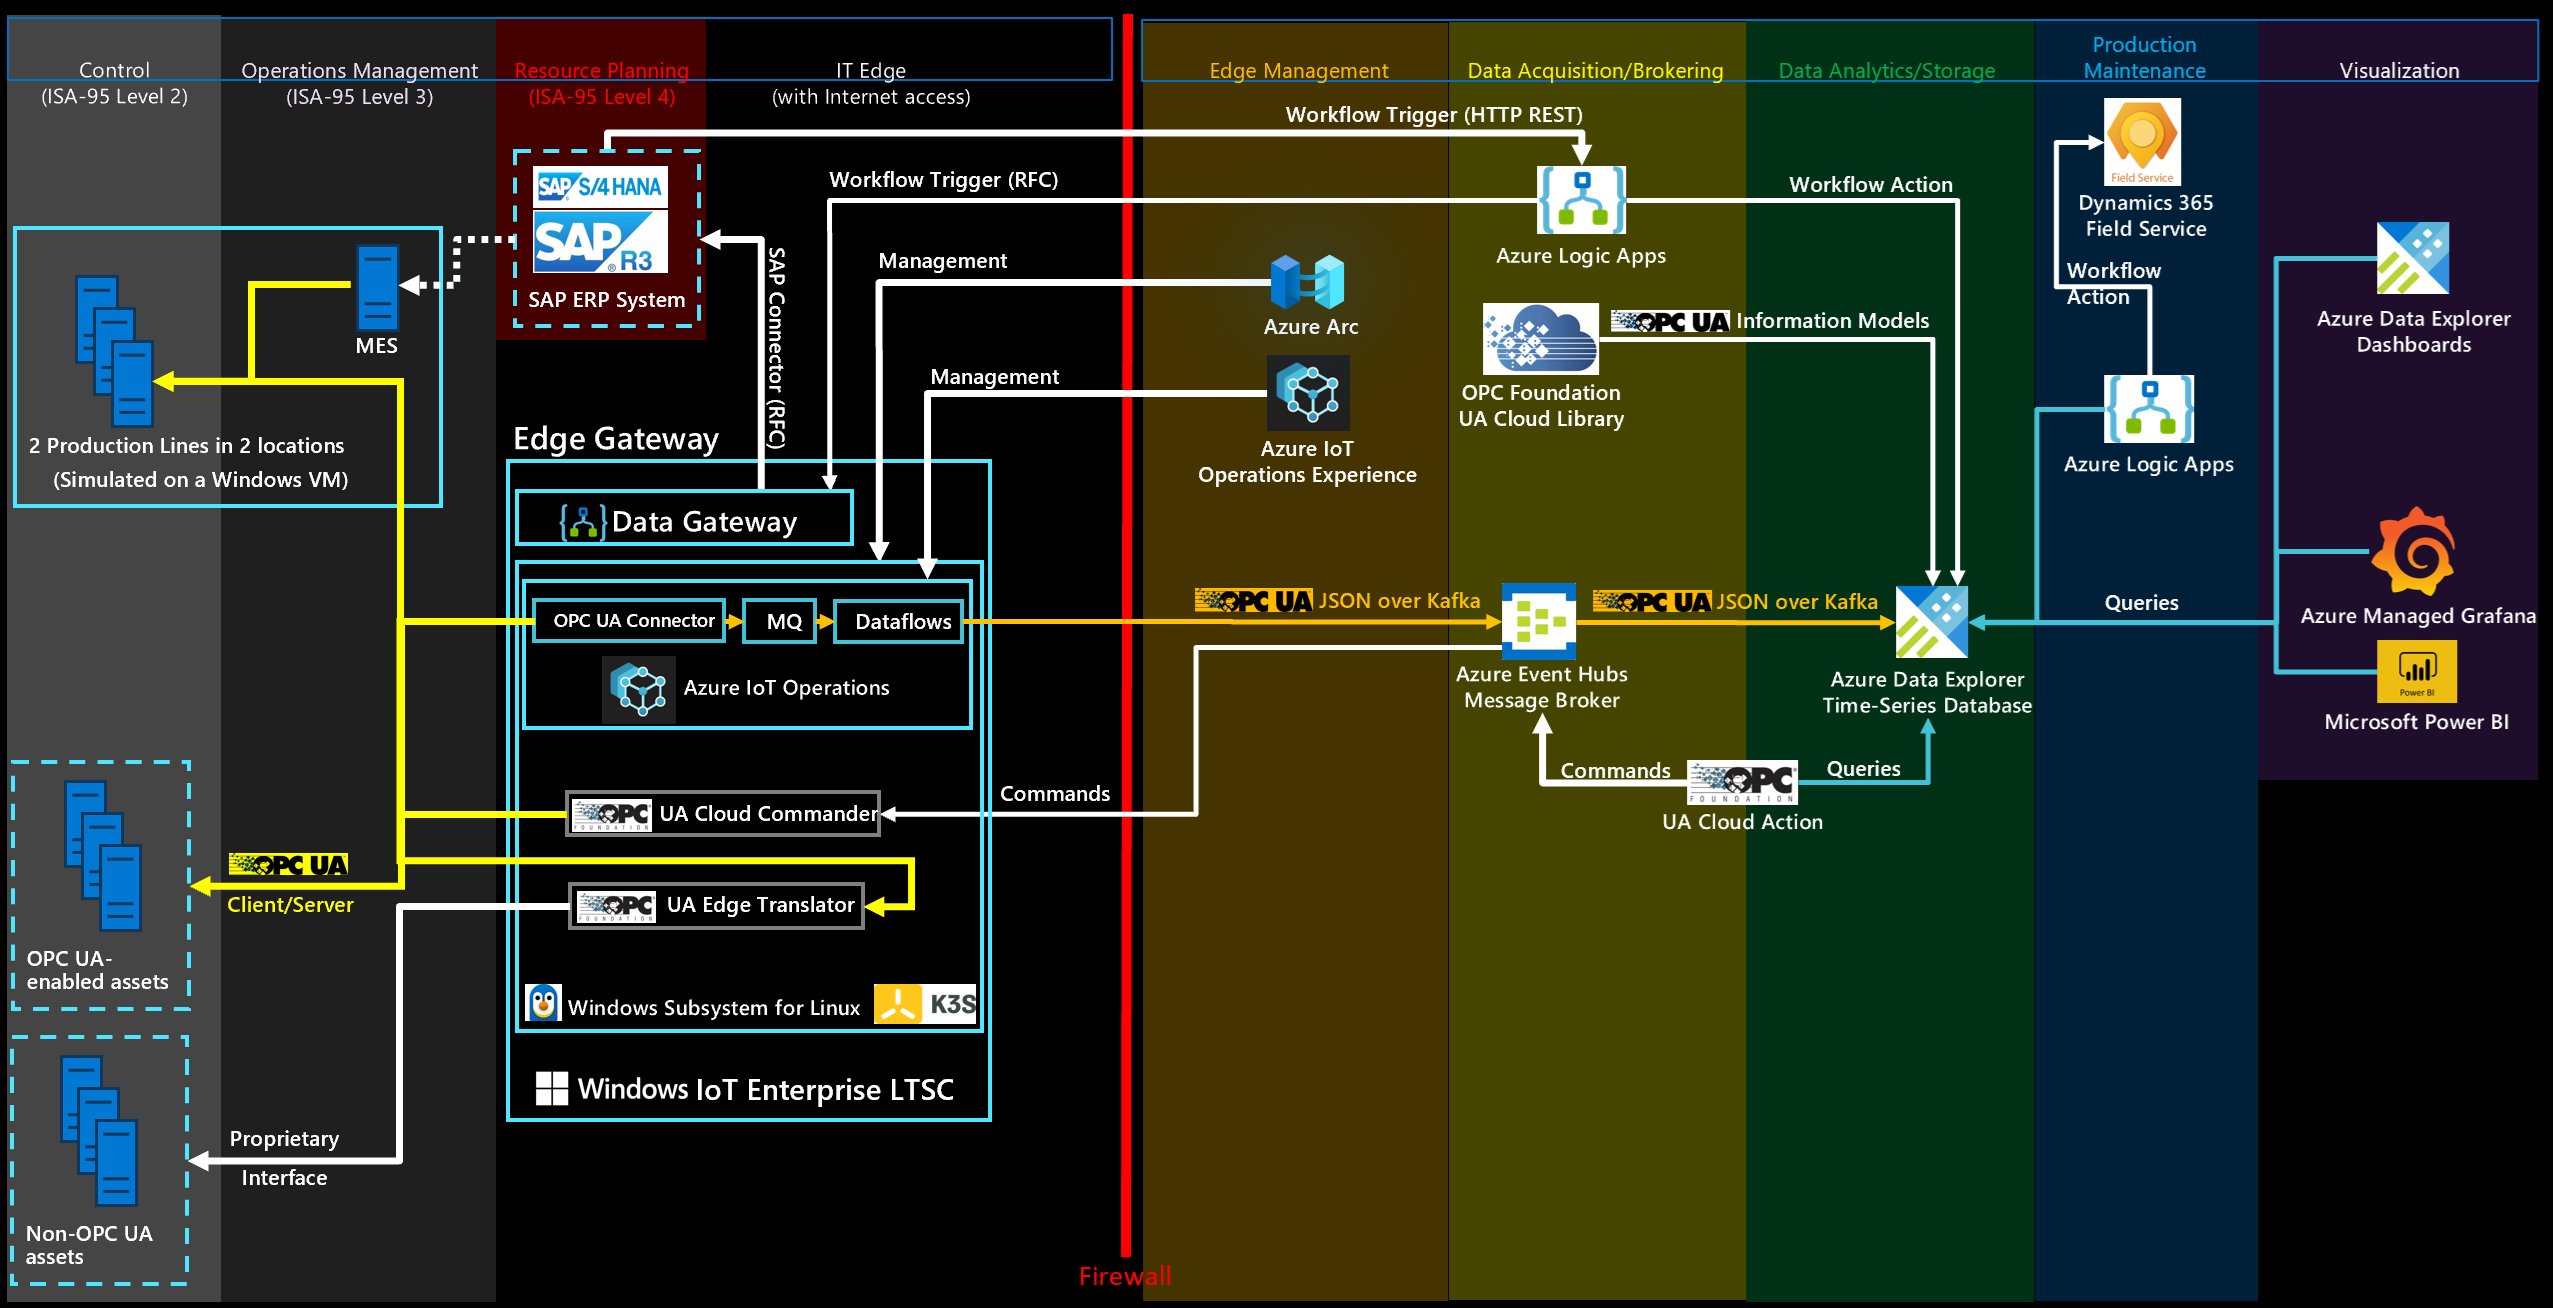 Control
(ISA-95 Level 2)
Operations Management
(ISA-95 Level 3)
Resource Planning
(ISA-95 Level 4)
IT Edge
(with Internet access)
Edge Management
Data Acquisition/Brokering
Data Analytics/Storage
Production
Maintenance
Visualization
Workflow Trigger (HTTP REST)
SAP S/4 HANA
SAP R3
SAP ERP System
Workflow Trigger (RFC)
Azure Logic Apps
Workflow Action
Field Service
Dynamics 365
Field Service
Workflow
Action
Azure Logic Apps
Azure Data Explorer
Dashboards
MES
2 Production Lines in 2 locations
(Simulated on a Windows VM)
SAP Connector (RFC)
Management
Azure Arc
Management
Azure IoT
Operations Experience
OPC UA Information Models
OPC Foundation
UA Cloud Library
Edge Gateway
Data Gateway
OPC UA Connector
MQ
Dataflows
Azure IoT Operations
OPC UA JSON over Kafka
Azure Event Hubs
Message Broker
OPC UA JSON over Kafka
Azure Data Explorer
Time-Series Database
Queries
Azure Managed Grafana
Power BI
Microsoft Power BI
OPC FOUNDATION
UA Cloud Commander
Commands
Commands
OPC FOUNDATION
Queries
UA Cloud Action
OPC UA
Client/Server
OPC FOUNDATION
UA Edge Translator
OPC UA-
enabled assets
Windows Subsystem for Linux
K3S
Windows IoT Enterprise LTSC
Proprietary
Interface
Non-OPC UA
assets
Firewall